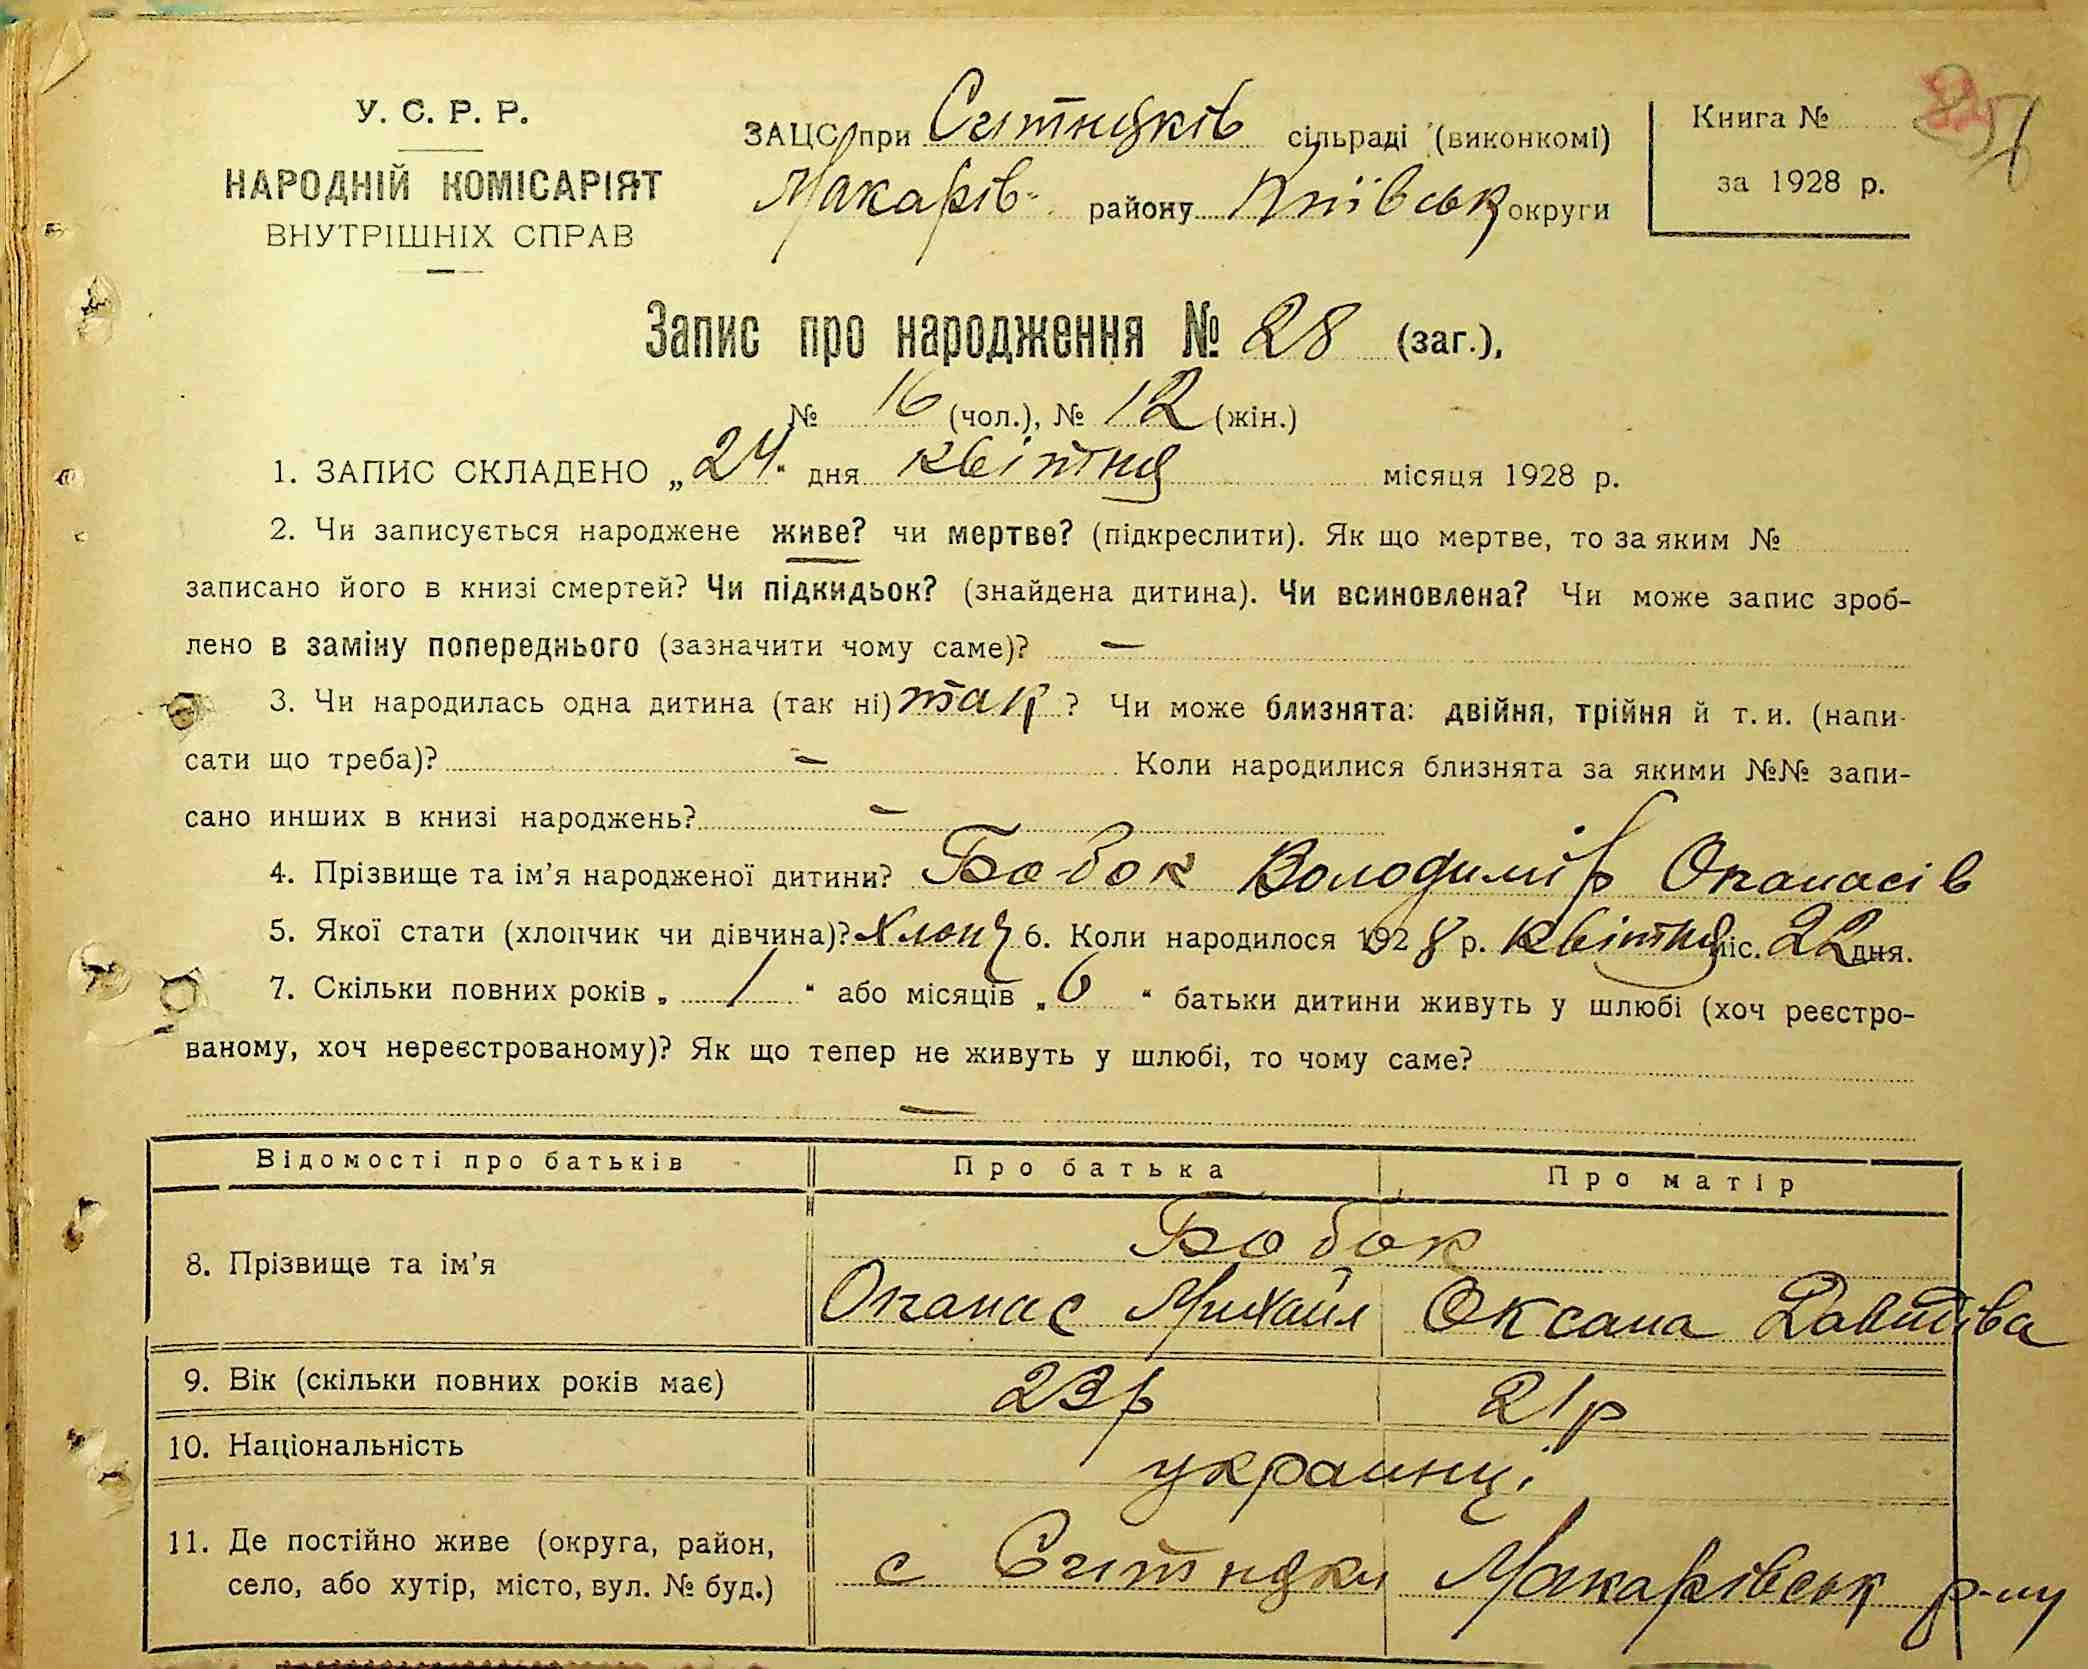 У. С. Р. Р.
НАРОДНІЙ КОМІСАРІЯТ
ВНУТРІШНІХ СПРАВ
ЗАЦС при Ситняків сільраді (виконкомі)
Макарів район у Київськ округи
Книга №
за 1928 р.
Запис про народження № 28 (заг.),
№ 16 (чол.), № 12 (жін.)
1. ЗАПИС СКЛАДЕНО „24“ дня квітня місяця 1928 р.
2. Чи записується народжене живе? чи мертве? (підкреслити). Як що мертве, то за яким №
записано його в книзі смертей? Чи підкидьок? (знайдена дитина). Чи всиновлена? Чи може запис зроб-
лено в заміну попереднього (зазначити чому саме)? —
3. Чи народилась одна дитина (так ні) так ? Чи може близнята: двійня, трійня й т. и. (напи-
сати що треба)? — Коли народилися близнята за якими №№ запи-
сано инших в книзі народжень? —
4. Прізвище та ім’я народженої дитини? Бобок Володимір Опанасів
5. Якої стати (хлопчик чи дівчина)? Хлопч 6. Коли народилося 1928 р. Квітня міс. 22 дня.
7. Скільки повних років „ 1 “ або місяців „ 6 “ батьки дитини живуть у шлюбі (хоч реєстро-
ваному, хоч нереєстрованому)? Як що тепер не живуть у шлюбі, то чому саме?
—
Відомості про батьків Про батька Про матір
8. Прізвище та ім’я Бобок
Опанас Михайл Оксана Давидівa
9. Вік (скільки повних років має) 23р 21р
10. Національність украинці
11. Де постійно живе (округа, район,
село, або хутір, місто, вул. № буд.) с Ситняки Макарівськ р-ну